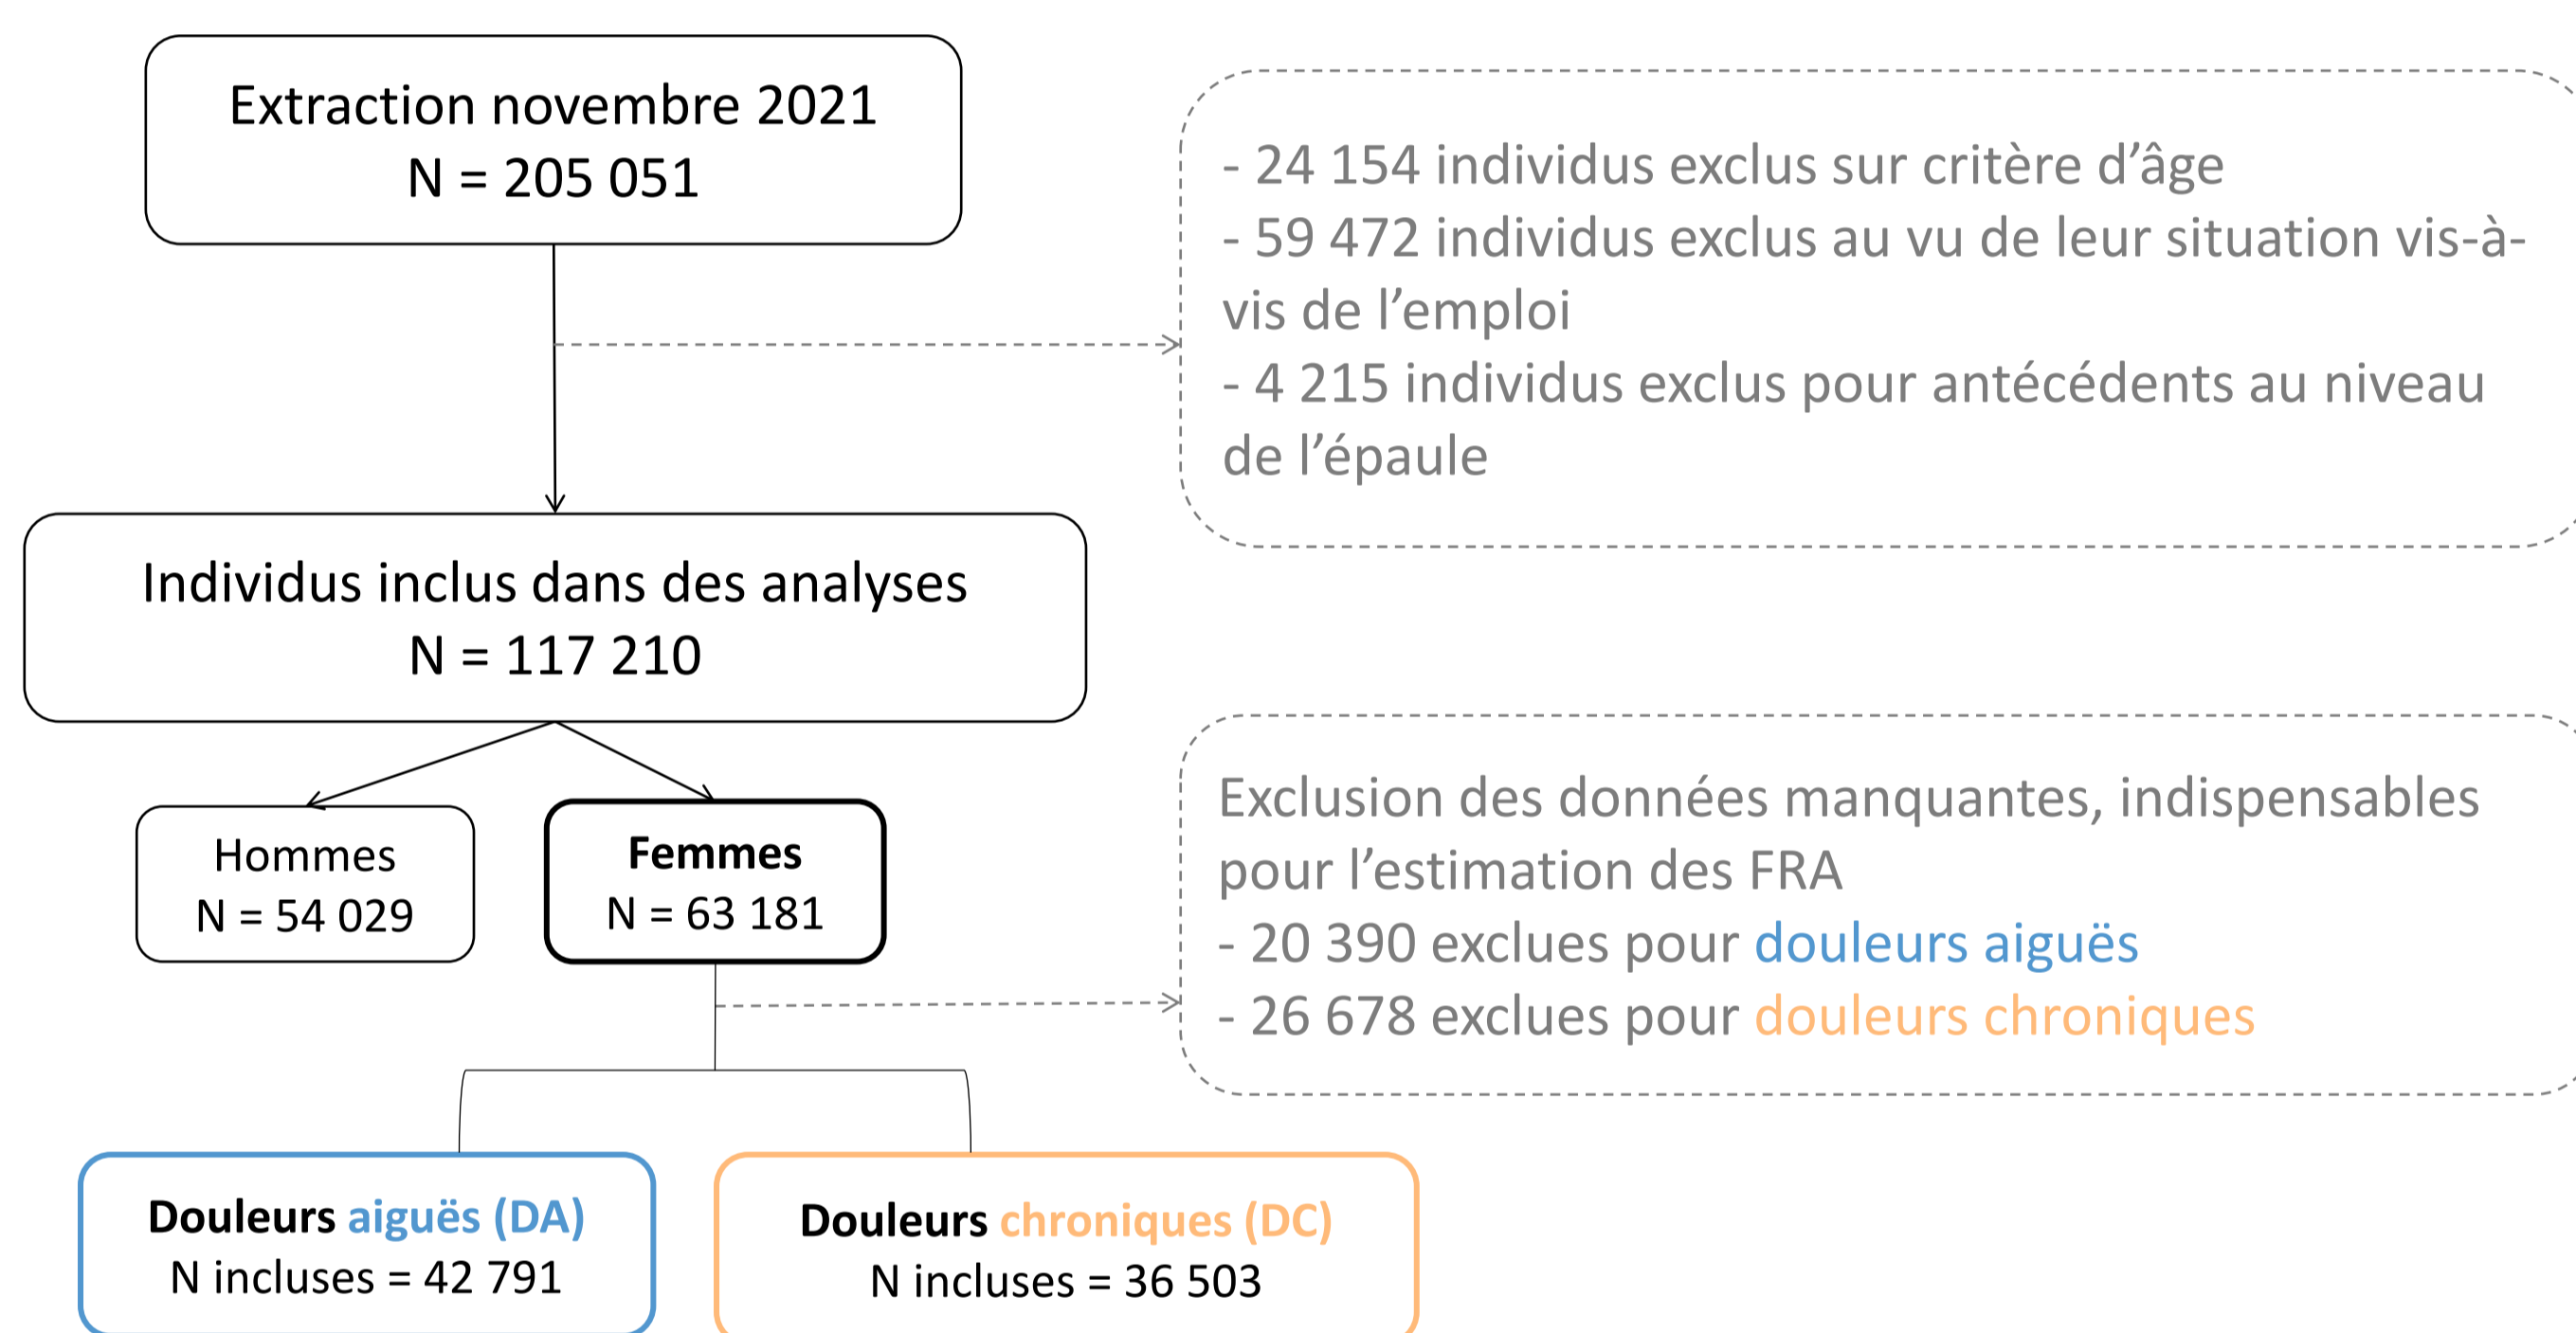 Extraction novembre 2021
N = 205 051
- 24 154 individus exclus sur critère d’âge
- 59 472 individus exclus au vu de leur situation vis-à-
vis de l’emploi
- 4 215 individus exclus pour antécédents au niveau
de l’épaule
Individus inclus dans des analyses
N = 117 210
Hommes
N = 54 029
Femmes
N = 63 181
Exclusion des données manquantes, indispensables
pour l’estimation des FRA
- 20 390 exclues pour douleurs aiguës
- 26 678 exclues pour douleurs chroniques
Douleurs aiguës (DA)
N incluses = 42 791
Douleurs chroniques (DC)
N incluses = 36 503